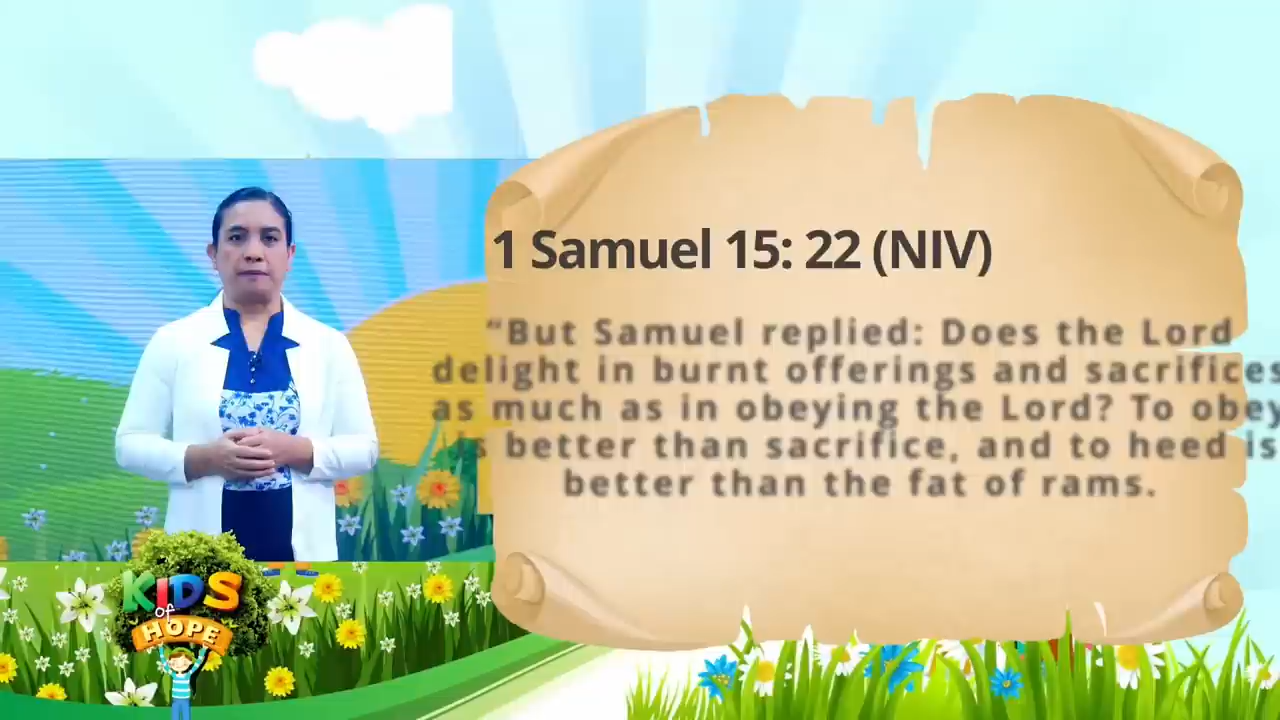 1 Samuel 15: 22 (NIV)
“But Samuel replied: Does the Lord
delight in burnt offerings and sacrifices
as much as in obeying the Lord? To obey
is better than sacrifice, and to heed is
better than the fat of rams.
KIDS
of
HOPE